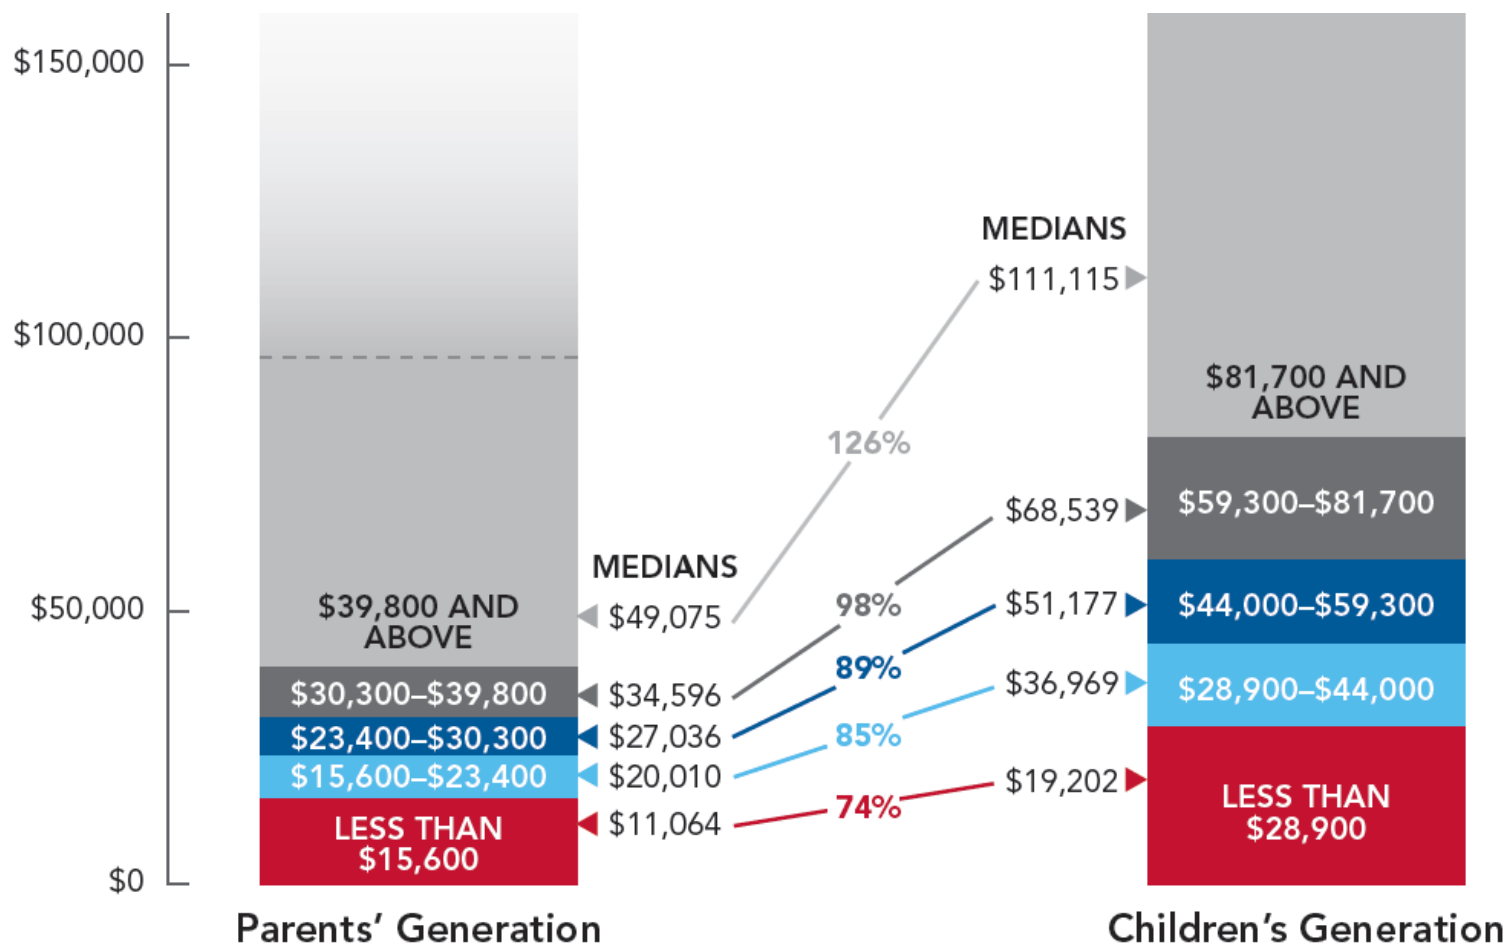 $150,000
$100,000
$50,000
$0
$39,800 AND
ABOVE
$30,300–$39,800
$23,400–$30,300
$15,600–$23,400
LESS THAN
$15,600
Parents’ Generation
MEDIANS
$49,075
$34,596
$27,036
$20,010
$11,064
126%
98%
89%
85%
74%
MEDIANS
$111,115
$68,539
$51,177
$36,969
$19,202
$81,700 AND
ABOVE
$59,300–$81,700
$44,000–$59,300
$28,900–$44,000
LESS THAN
$28,900
Children’s Generation